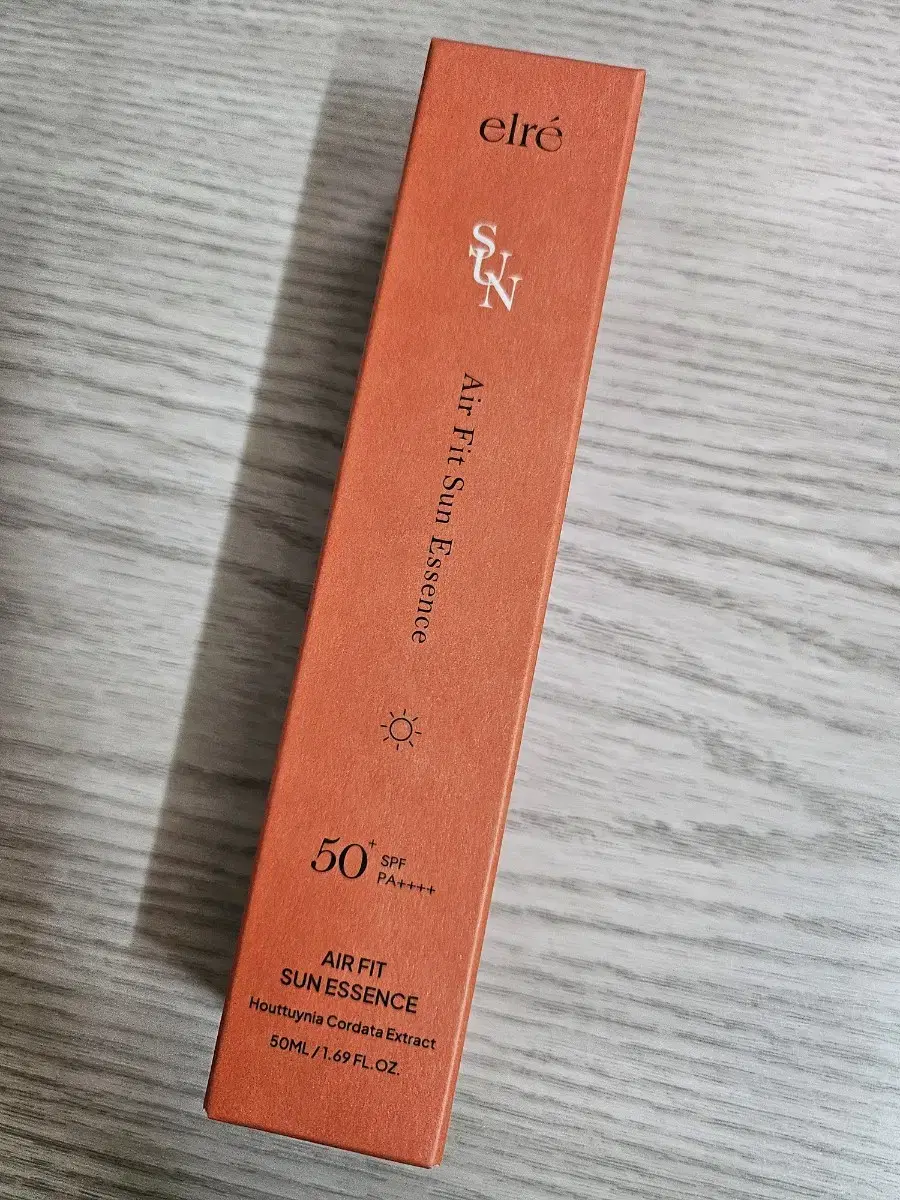 elré
SUN
Air Fit Sun Essence
50+ SPF
PA++++
AIR FIT
SUN ESSENCE
Houttuynia Cordata Extract
50ML / 1.69 FL.OZ.